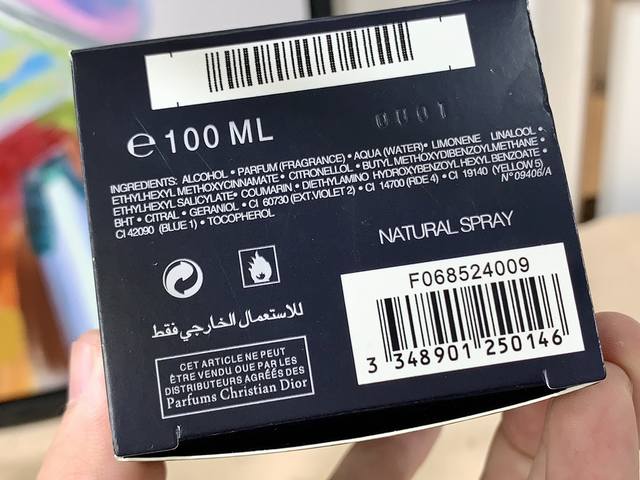 ℮ 100 ML
INGREDIENTS: ALCOHOL • PARFUM (FRAGRANCE) • AQUA (WATER) • LIMONENE LINALOOL •
ETHYLHEXYL METHOXYCINNAMATE • CITRONELLOL • BUTYL METHOXYDIBENZOYLMETHANE •
ETHYLHEXYL SALICYLATE • COUMARIN • DIETHYLAMINO HYDROXYBENZOYL HEXYL BENZOATE •
BHT • CITRAL • GERANIOL • CI 60730 (EXT.VIOLET 2) • CI 14700 (RDE 4) • CI 19140 (YELLOW 5)
CI 42090 (BLUE 1) • TOCOPHEROL
N° 09406/A
NATURAL SPRAY
للاستعمال الخارجي فقط
CET ARTICLE NE PEUT
ÊTRE VENDU QUE PAR LES
DISTRIBUTEURS AGRÉÉS DES
Parfums Christian Dior
F068524009
3 348901 250146